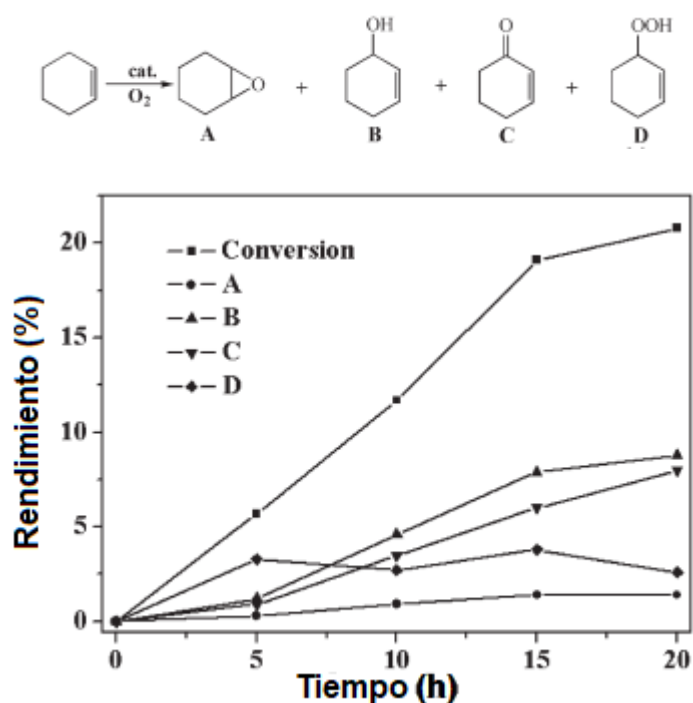 OH
O
OOH
cat.
O₂
O
+
+
+
A
B
C
D
20
15
10
5
0
Rendimiento (%)
Conversion
A
B
C
D
0
5
10
15
20
Tiempo (h)